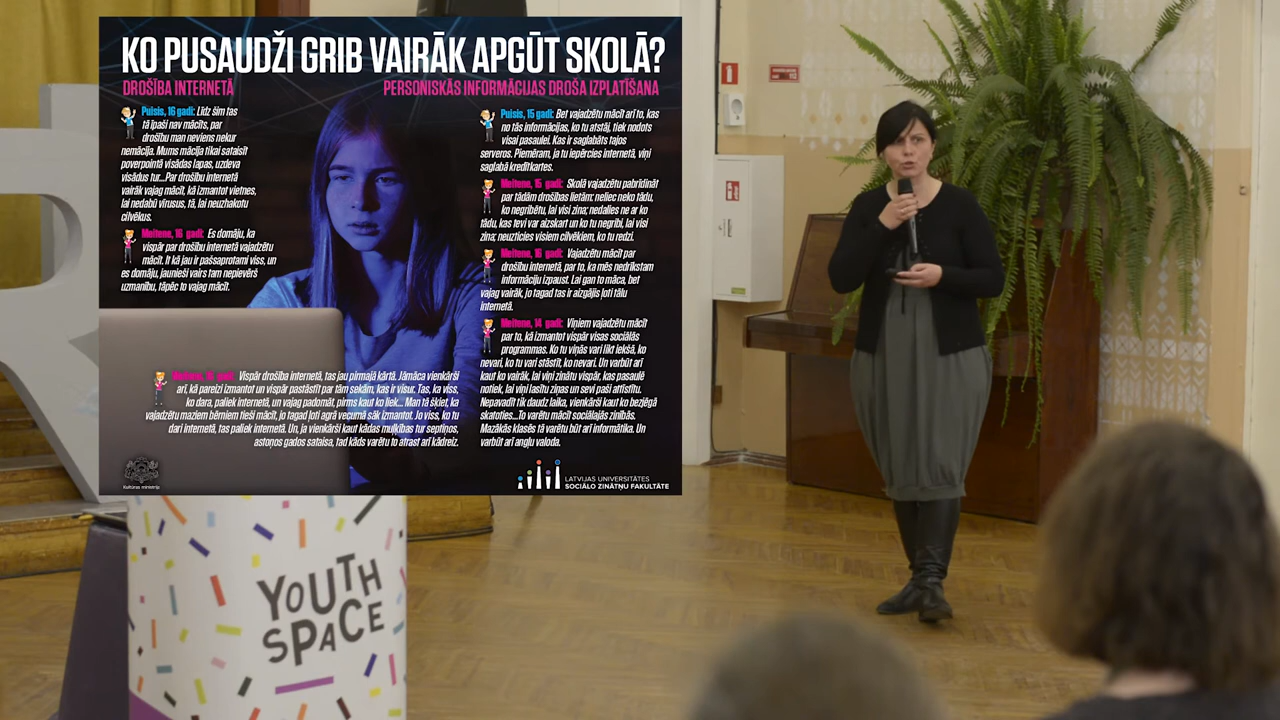 KO PUSAUDŽI GRIB VAIRĀK APGŪT SKOLĀ?
DROŠĪBA INTERNETĀ
Puisis, 16 gadi: Līdz šim tas
tā īpaši nav mācīts, par
drošību man neviens nekur
nemācīja. Mums mācīja tikai sataisīt
poverpointā visādas lapas, uzdeva
visādus tur...Par drošību internetā
vairāk vajag mācīt, kā izmantot vietnes,
lai nedabū vīrusus, tā, lai neuzhakotu
cilvēkus.
Meitene, 16 gadi: Es domāju, ka
vispār par drošību internetā vajadzētu
mācīt. It kā jau ir pašsaprotami viss, un
es domāju, jaunieši vairs tam nepievērš
uzmanību, tāpēc to vajag mācīt.
Meitene, 15 gadi: Vispār drošība internetā, tas jau pirmajā kārtā. Jāmāca vienkārši
arī, kā pareizi izmantot un vispār pastāstīt par tām sekām, kas ir visur. Tas, ka viss,
ko dara, paliek internetā, un vajag padomāt, pirms kaut ko liek... Man tā šķiet, ka
vajadzētu maziem bērniem tieši mācīt, jo tagad ļoti agrā vecumā sāk izmantot. Jo viss, ko tu
dari internetā, tas paliek internetā. Un, ja vienkārši kaut kādas muļķības tur septiņos,
astoņos gados sataisa, tad kāds varētu to atrast arī kādreiz.
PERSONISKĀS INFORMĀCIJAS DROŠA IZPLATĪŠANA
Puisis, 15 gadi: Bet vajadzētu mācīt arī to, kas
no tās informācijas, ko tu atstāj, tiek nodots
visai pasaulei. Kas ir saglabāts tajos
serveros. Piemēram, ja tu iepērcies internetā, viņi
saglabā kredītkartes.
Meitene, 15 gadi: Skolā vajadzētu pabrīdināt
par tādām drošības lietām: neliec neko tādu,
ko negribētu, lai visi zina; nedalies ne ar ko
tādu, kas tevi var aizskart un ko tu negribi, lai visi
zina; neuzticies visiem cilvēkiem, ko tu redzi.
Meitene, 16 gadi: Vajadzētu mācīt par
drošību internetā, par to, ka mēs nedrīkstam
informāciju izpaust. Lai gan to māca, bet
vajag vairāk, jo tagad tas ir aizgājis ļoti tālu
internetā.
Meitene, 14 gadi: Viņiem vajadzētu mācīt
par to, kā izmantot vispār visas sociālās
programmas. Ko tu viņās vari likt iekšā, ko
nevari, ko tu vari stāstīt, ko nevari. Un varbūt arī
kaut ko vairāk, lai viņi zinātu vispār, kas pasaulē
notiek, lai viņi lasītu ziņas un sevi paši attīstītu.
Nepavadīt tik daudz laika, vienkārši kaut ko bezjēgā
skatoties...To varētu mācīt sociālajās zinībās.
Mazākās klasēs tā varētu būt arī informātika. Un
varbūt arī angļu valoda.
Kultūras ministrija
LATVIJAS UNIVERSITĀTES
SOCIĀLO ZINĀTŅU FAKULTĀTE
YOUTH
SPACE